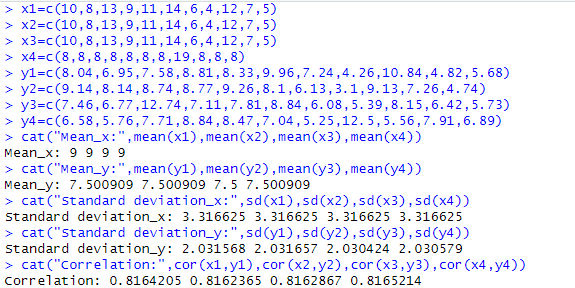 > x1=c(10,8,13,9,11,14,6,4,12,7,5)
> x2=c(10,8,13,9,11,14,6,4,12,7,5)
> x3=c(10,8,13,9,11,14,6,4,12,7,5)
> x4=c(8,8,8,8,8,8,8,19,8,8,8)
> y1=c(8.04,6.95,7.58,8.81,8.33,9.96,7.24,4.26,10.84,4.82,5.68)
> y2=c(9.14,8.14,8.74,8.77,9.26,8.1,6.13,3.1,9.13,7.26,4.74)
> y3=c(7.46,6.77,12.74,7.11,7.81,8.84,6.08,5.39,8.15,6.42,5.73)
> y4=c(6.58,5.76,7.71,8.84,8.47,7.04,5.25,12.5,5.56,7.91,6.89)
> cat("Mean_x:",mean(x1),mean(x2),mean(x3),mean(x4))
Mean_x: 9 9 9 9
> cat("Mean_y:",mean(y1),mean(y2),mean(y3),mean(y4))
Mean_y: 7.500909 7.500909 7.5 7.500909
> cat("Standard deviation_x:",sd(x1),sd(x2),sd(x3),sd(x4))
Standard deviation_x: 3.316625 3.316625 3.316625 3.316625
> cat("Standard deviation_y:",sd(y1),sd(y2),sd(y3),sd(y4))
Standard deviation_y: 2.031568 2.031657 2.030424 2.030579
> cat("Correlation:",cor(x1,y1),cor(x2,y2),cor(x3,y3),cor(x4,y4))
Correlation: 0.8164205 0.8162365 0.8162867 0.8165214